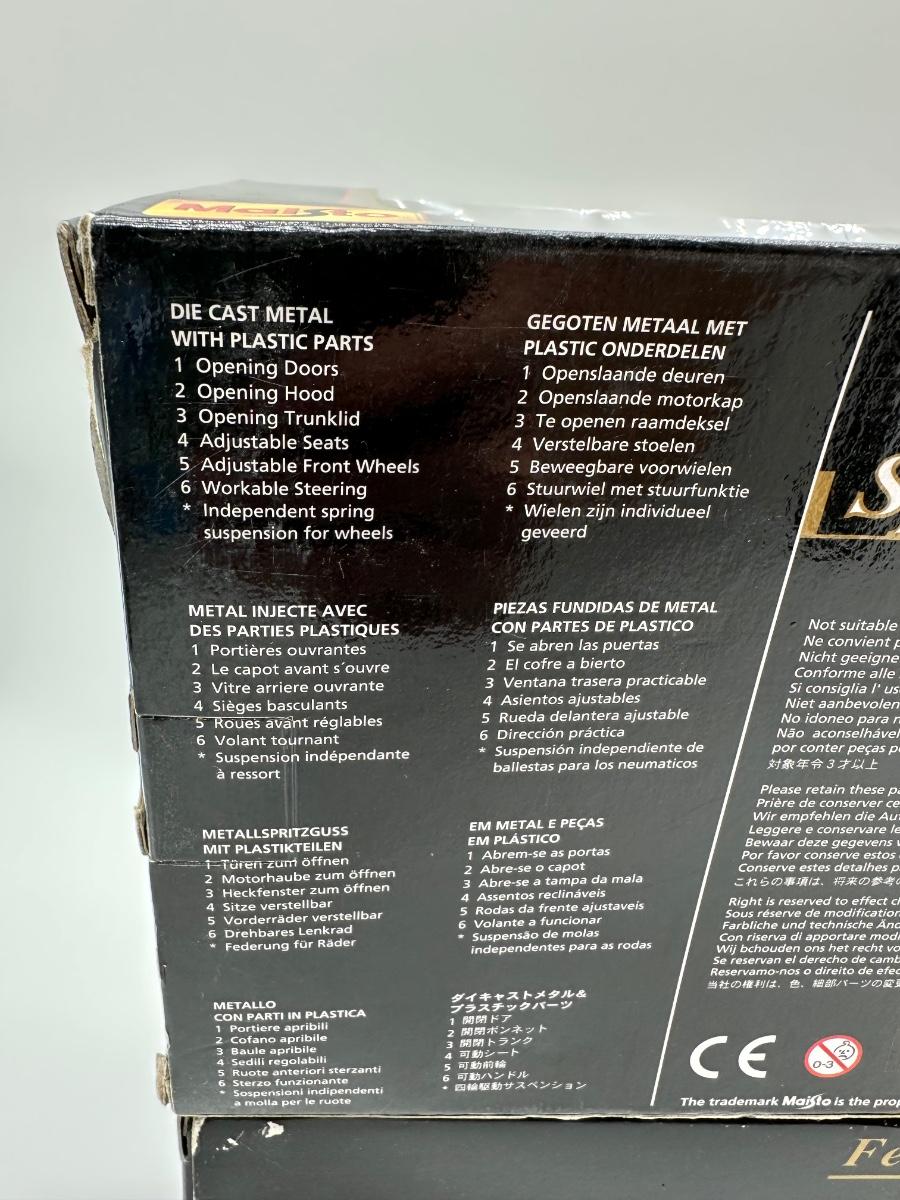 Maisto
DIE CAST METAL
WITH PLASTIC PARTS
1 Opening Doors
2 Opening Hood
3 Opening Trunklid
4 Adjustable Seats
5 Adjustable Front Wheels
6 Workable Steering
* Independent spring
suspension for wheels
GEGOTEN METAAL MET
PLASTIC ONDERDELEN
1 Openslaande deuren
2 Openslaande motorkap
3 Te openen raamdeksel
4 Verstelbare stoelen
5 Beweegbare voorwielen
6 Stuurwiel met stuurfunktie
* Wielen zijn individueel
geveerd
METAL INJECTE AVEC
DES PARTIES PLASTIQUES
1 Portières ouvrantes
2 Le capot avant s´ouvre
3 Vitre arriere ouvrante
4 Sièges basculants
5 Roues avant réglables
6 Volant tournant
* Suspension indépendante
à ressort
PIEZAS FUNDIDAS DE METAL
CON PARTES DE PLASTICO
1 Se abren las puertas
2 El cofre a bierto
3 Ventana trasera practicable
4 Asientos ajustables
5 Rueda delantera ajustable
6 Dirección práctica
* Suspensión independiente de
ballestas para los neumaticos
METALLSPRITZGUSS
MIT PLASTIKTEILEN
1 Türen zum öffnen
2 Motorhaube zum öffnen
3 Heckfenster zum öffnen
4 Sitze verstellbar
5 Vorderräder verstellbar
6 Drehbares Lenkrad
* Federung für Räder
EM METAL E PEÇAS
EM PLÁSTICO
1 Abrem-se as portas
2 Abre-se o capot
3 Abre-se a tampa da mala
4 Assentos reclináveis
5 Rodas da frente ajustaveis
6 Volante a funcionar
* Suspensão de molas
independentes para as rodas
METALLO
CON PARTI IN PLASTICA
1 Portiere apribili
2 Cofano apribile
3 Baule apribile
4 Sedili regolabili
5 Ruote anteriori sterzanti
6 Sterzo funzionante
* Sospensioni indipendenti
a molla per le ruote
ダイキャストメタル&
プラスチックパーツ
1 開閉ドア
2 開閉ボンネット
3 開閉トランク
4 可動シート
5 可動前輪
6 可動ハンドル
* 四輪駆動サスペンション
S
Not suitable
Ne convient p
Nicht geeigne
Conforme alle
Si consiglia l' us
Niet aanbevolen
No idoneo para n
Não aconselhável
por conter peças p
対象年令3才以上
Please retain these pa
Prière de conserver ce
Wir empfehlen die Au
Leggere e conservare le
Bewaar deze gegevens v
Por favor conserve estos
Conserve estes detalhes p
これらの事項は、将来の参考の
Right is reserved to effect ch
Sous réserve de modification
Farbliche und technische Änd
Con riserva di apportare modi
Wij bchouden ons het recht vo
Se reservan el derecho de camb
Reservamo-nos o direito de efec
当社の権利は、色、細部パーツの変
CE
0-3
The trademark Maisto is the prop
Fe